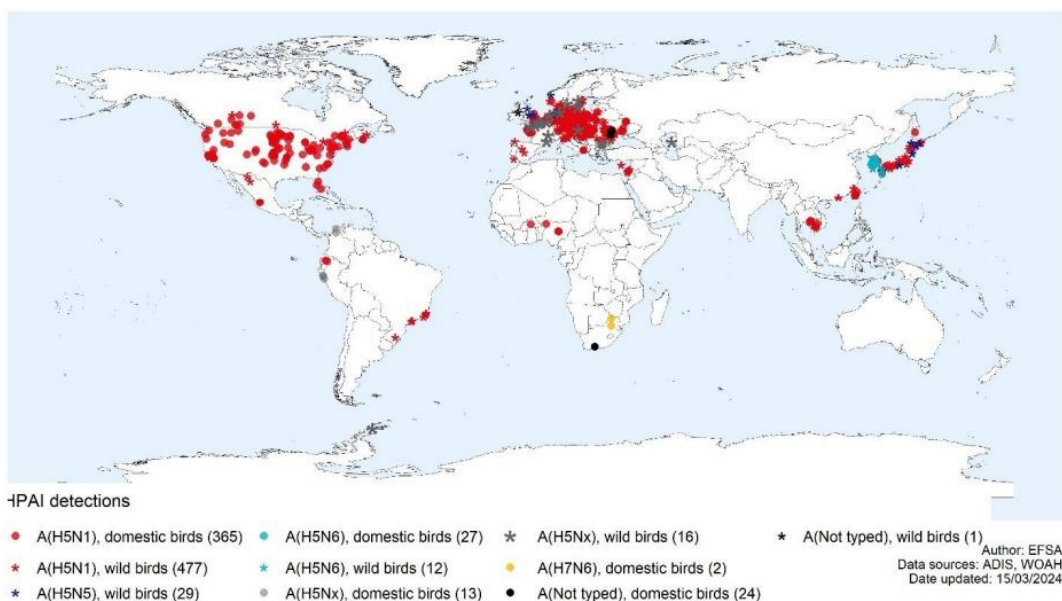 HPAI detections
A(H5N1), domestic birds (365)
A(H5N6), domestic birds (27)
A(H5Nx), wild birds (16)
A(Not typed), wild birds (1)
A(H5N1), wild birds (477)
A(H5N6), wild birds (12)
A(H7N6), domestic birds (2)
A(H5N5), wild birds (29)
A(H5Nx), domestic birds (13)
A(Not typed), domestic birds (24)
Author: EFSA
Data sources: ADIS, WOAH
Date updated: 15/03/2024